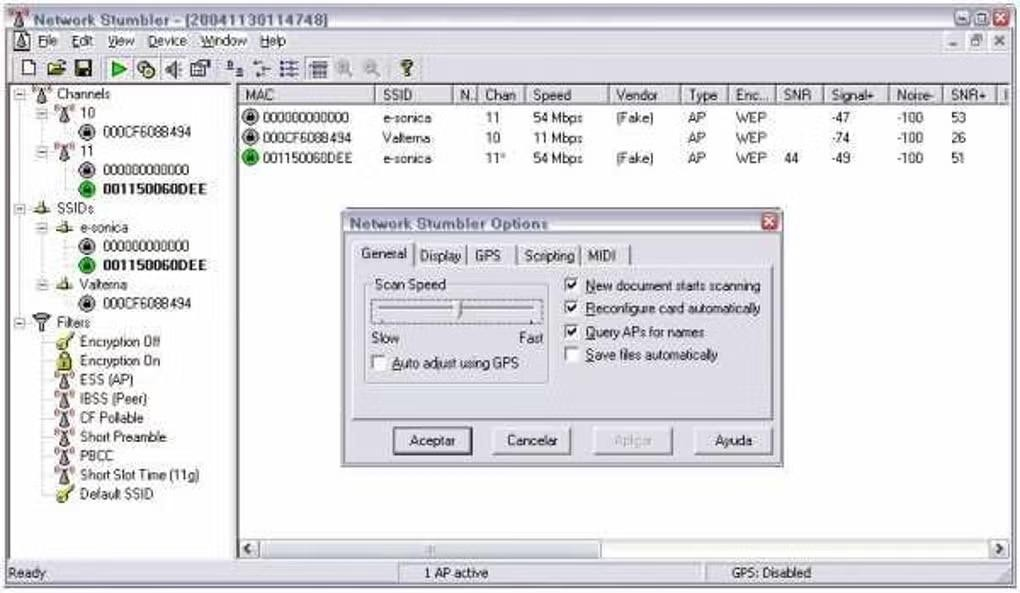 Network Stumbler - [20041130114748]
File Edit View Device Window Help
Channels
10
000CF608B494
11
000000000000
001150060DEE
SSIDs
e-sonica
000000000000
001150060DEE
Valterna
000CF608B494
Filters
Encryption Off
Encryption On
ESS (AP)
IBSS (Peer)
CF Pollable
Short Preamble
PBCC
Short Slot Time (11g)
Default SSID
MAC SSID N.. Chan Speed Vendor Type Enc... SNR Signal+ Noise- SNR+
000000000000 e-sonica 11 54 Mbps (Fake) AP WEP -47 -100 53
000CF608B494 Valterna 10 11 Mbps AP WEP -74 -100 26
001150060DEE e-sonica 11* 54 Mbps (Fake) AP WEP 44 -49 -100 51
Network Stumbler Options
General Display GPS Scripting MIDI
Scan Speed
Slow Fast
Auto adjust using GPS
New document starts scanning
Reconfigure card automatically
Query APs for names
Save files automatically
Aceptar Cancelar Aplicar Ayuda
Ready 1 AP active GPS: Disabled